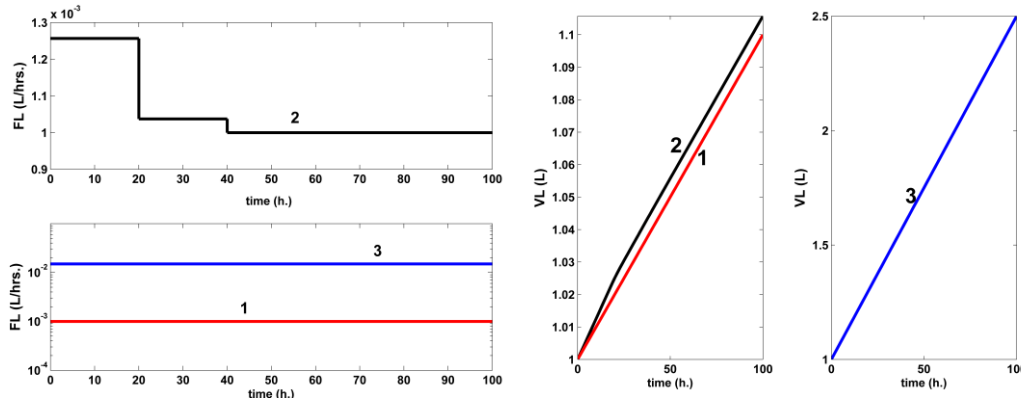 x 10⁻³
1.3
1.2
1.1
1
0.9
FL (L/hrs.)
2
0 10 20 30 40 50 60 70 80 90 100
time (h.)
10⁻²
10⁻³
10⁻⁴
FL (L/hrs.)
3
1
0 10 20 30 40 50 60 70 80 90 100
time (h.)
1.1
1.09
1.08
1.07
1.06
1.05
1.04
1.03
1.02
1.01
1
VL (L)
2
1
0 50 100
time (h.)
2.5
2
1.5
1
VL (L)
3
0 50 100
time (h.)